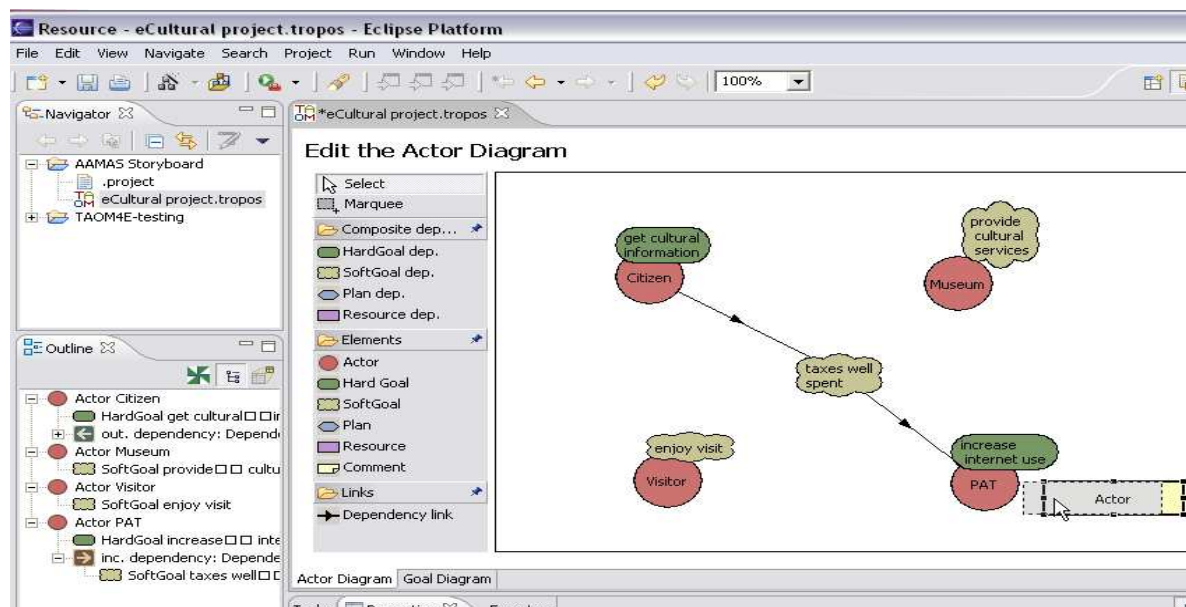 Resource - eCultural project.tropos - Eclipse Platform
File Edit View Navigate Search Project Run Window Help
100%
Navigator
AAMAS Storyboard
.project
eCultural project.tropos
TAOM4E-testing
*eCultural project.tropos
Edit the Actor Diagram
Select
Marquee
Composite dep...
HardGoal dep.
SoftGoal dep.
Plan dep.
Resource dep.
Elements
Actor
Hard Goal
SoftGoal
Plan
Resource
Comment
Links
Dependency link
get cultural
information
Citizen
provide
cultural
services
Museum
taxes well
spent
enjoy visit
Visitor
increase
internet use
PAT
Actor
Outline
Actor Citizen
HardGoal get cultural
out. dependency: Depend
Actor Museum
SoftGoal provide cultu
Actor Visitor
SoftGoal enjoy visit
Actor PAT
HardGoal increase inte
inc. dependency: Depende
SoftGoal taxes well
Actor Diagram Goal Diagram